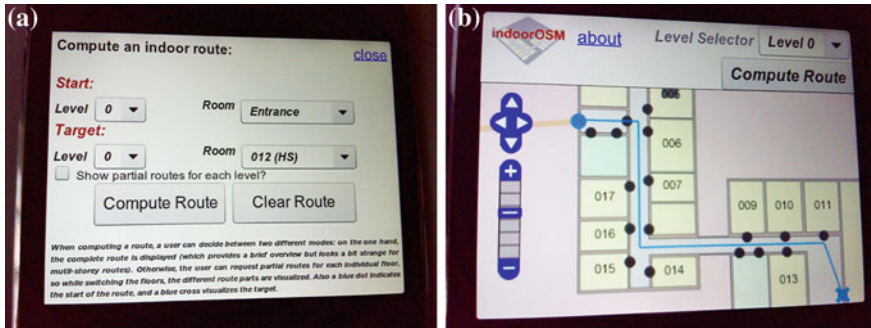 (a)
Compute an indoor route:
close
Start:
Level 0 Room Entrance
Target:
Level 0 Room 012 (HS)
Show partial routes for each level?
Compute Route Clear Route
When computing a route, a user can decide between two different modes: on the one hand,
the complete route is displayed (which provides a brief overview but looks a bit strange for
mutli-storey routes). Otherwise, the user can request partial routes for each individual floor,
so while switching the floors, the different route parts are visualized. Also a blue dot indicates
the start of the route, and a blue cross visualizes the target.
(b)
indoorOSM about Level Selector Level 0
Compute Route
005
006
017 007
009 010 011
016
015 014
013